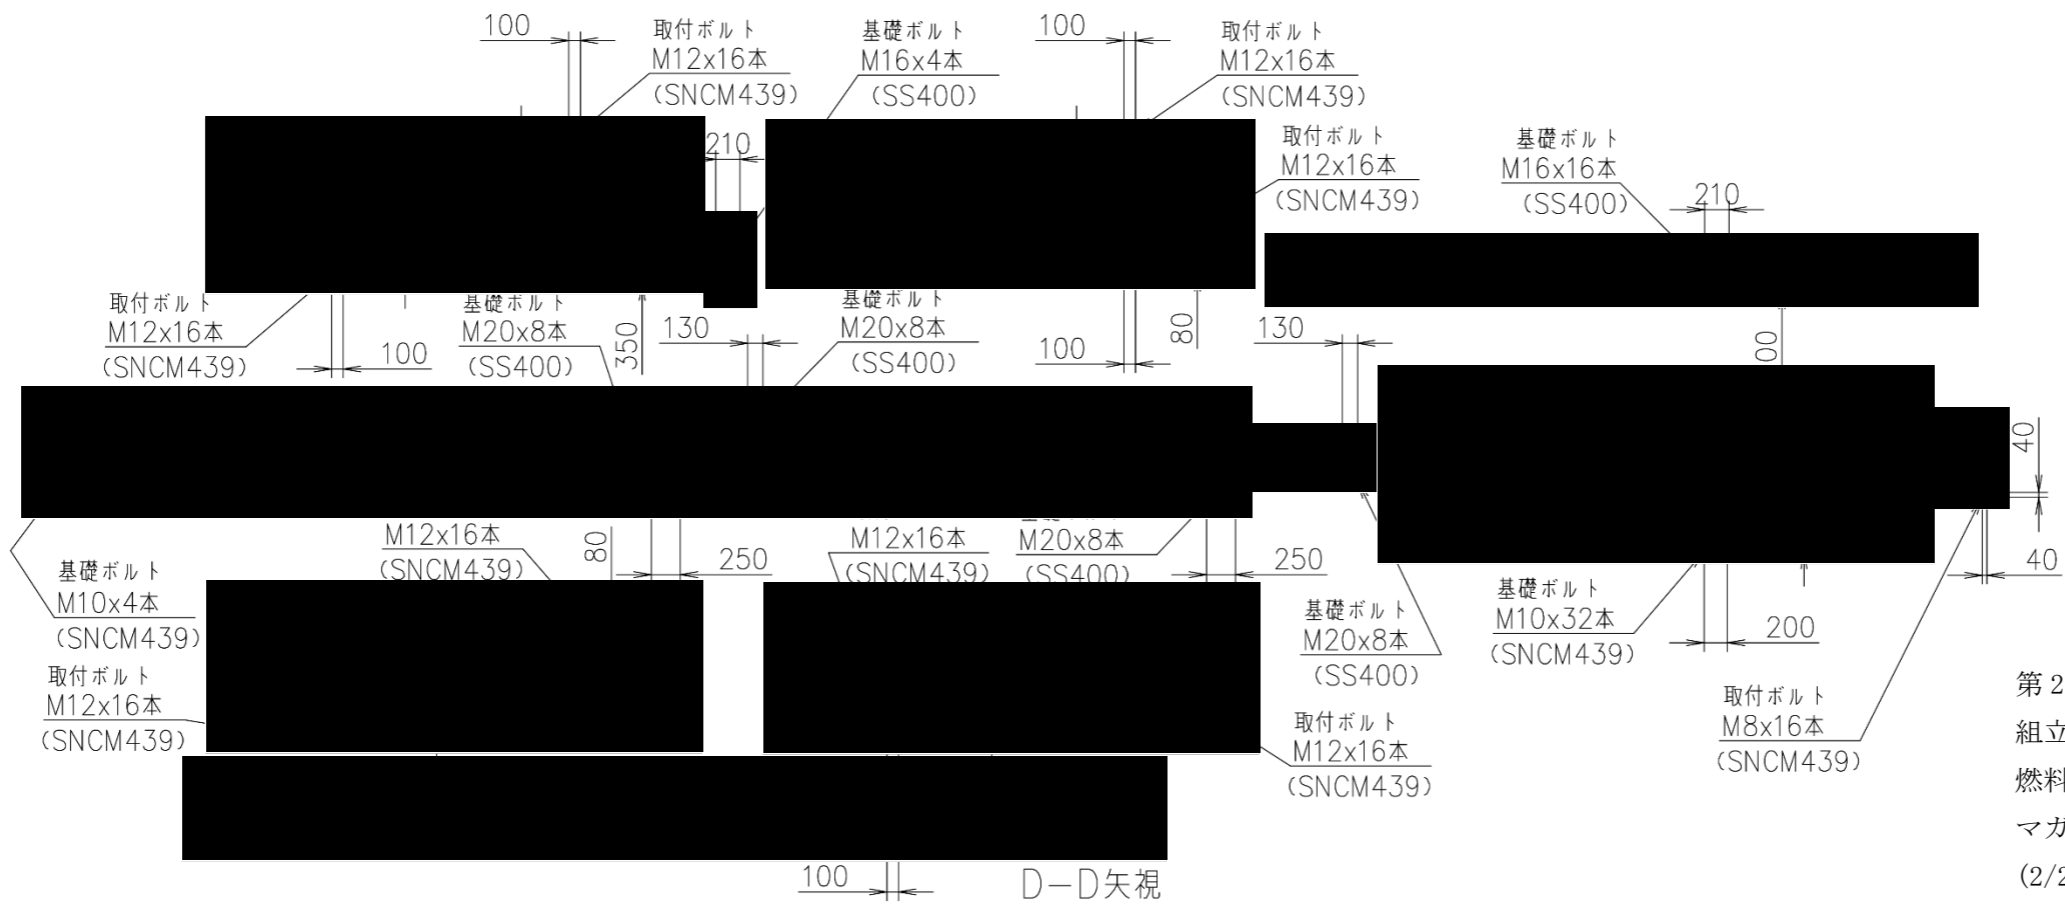 100
取付ボルト
M12x16本
(SNCM439)
基礎ボルト
M16x4本
(SS400)
100
取付ボルト
M12x16本
(SNCM439)
210
取付ボルト
M12x16本
(SNCM439)
基礎ボルト
M16x16本
(SS400)
210
取付ボルト
M12x16本
(SNCM439)
100
基礎ボルト
M20x8本
(SS400)
350
130
基礎ボルト
M20x8本
(SS400)
100
80
130
00
40
M12x16本
(SNCM439)
80
250
M12x16本
(SNCM439)
M20x8本
(SS400)
250
40
基礎ボルト
M10x4本
(SNCM439)
基礎ボルト
M20x8本
(SS400)
基礎ボルト
M10x32本
(SNCM439)
200
取付ボルト
M12x16本
(SNCM439)
取付ボルト
M12x16本
(SNCM439)
取付ボルト
M8x16本
(SNCM439)
第2
組立
燃料
マガ
(2/2
100
D-D矢視